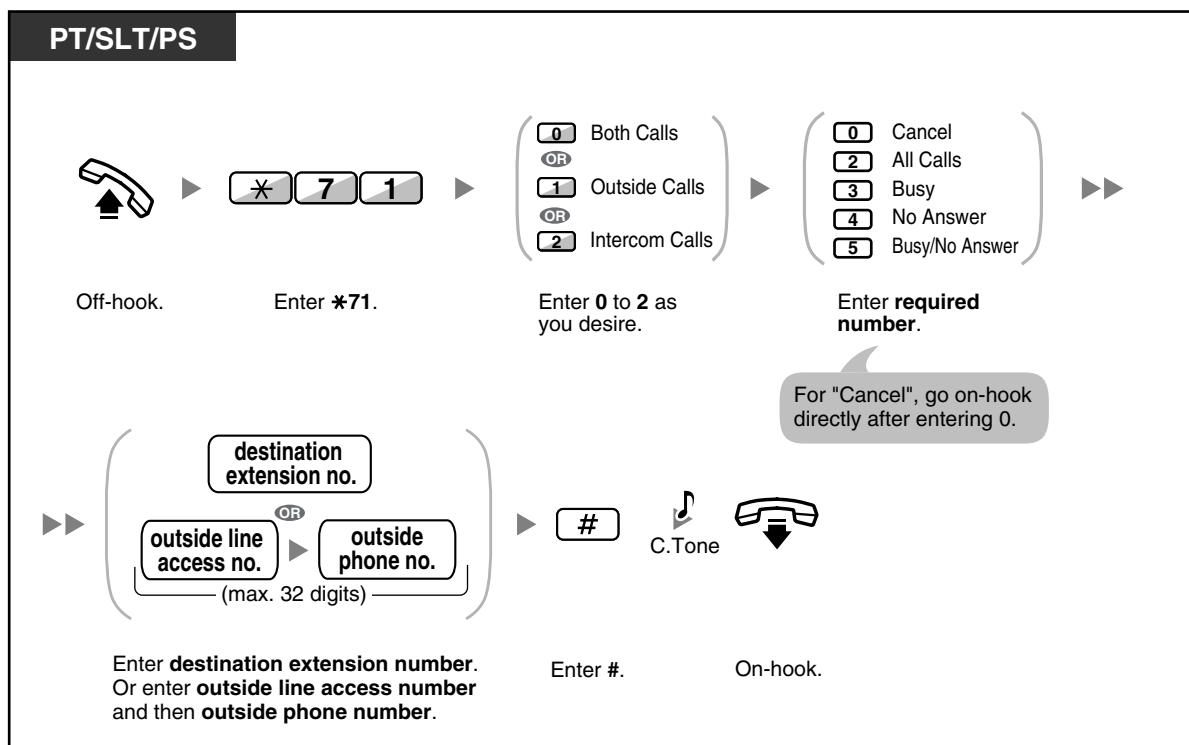 PT/SLT/PS
0 Both Calls
OR
1 Outside Calls
OR
2 Intercom Calls
0 Cancel
2 All Calls
3 Busy
4 No Answer
5 Busy/No Answer
* 7 1
Off-hook.
Enter *71.
Enter 0 to 2 as
you desire.
Enter required
number.
For "Cancel", go on-hook
directly after entering 0.
destination
extension no.
OR
outside line
access no.
outside
phone no.
(max. 32 digits)
#
C.Tone
Enter destination extension number.
Or enter outside line access number
and then outside phone number.
Enter #.
On-hook.